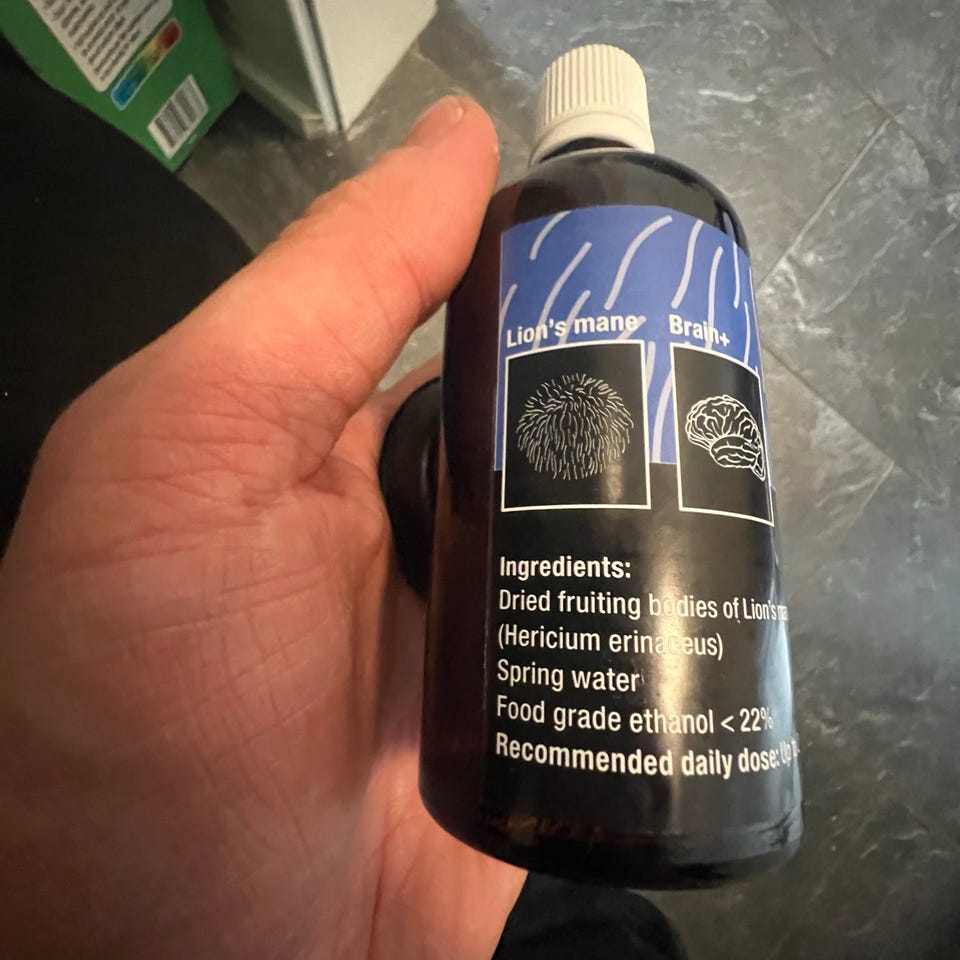 Lion's mane Brain+
Ingredients:
Dried fruiting bodies of Lion's
(Hericium erinaceus)
Spring water
Food grade ethanol < 22%
Recommended daily dose: Up